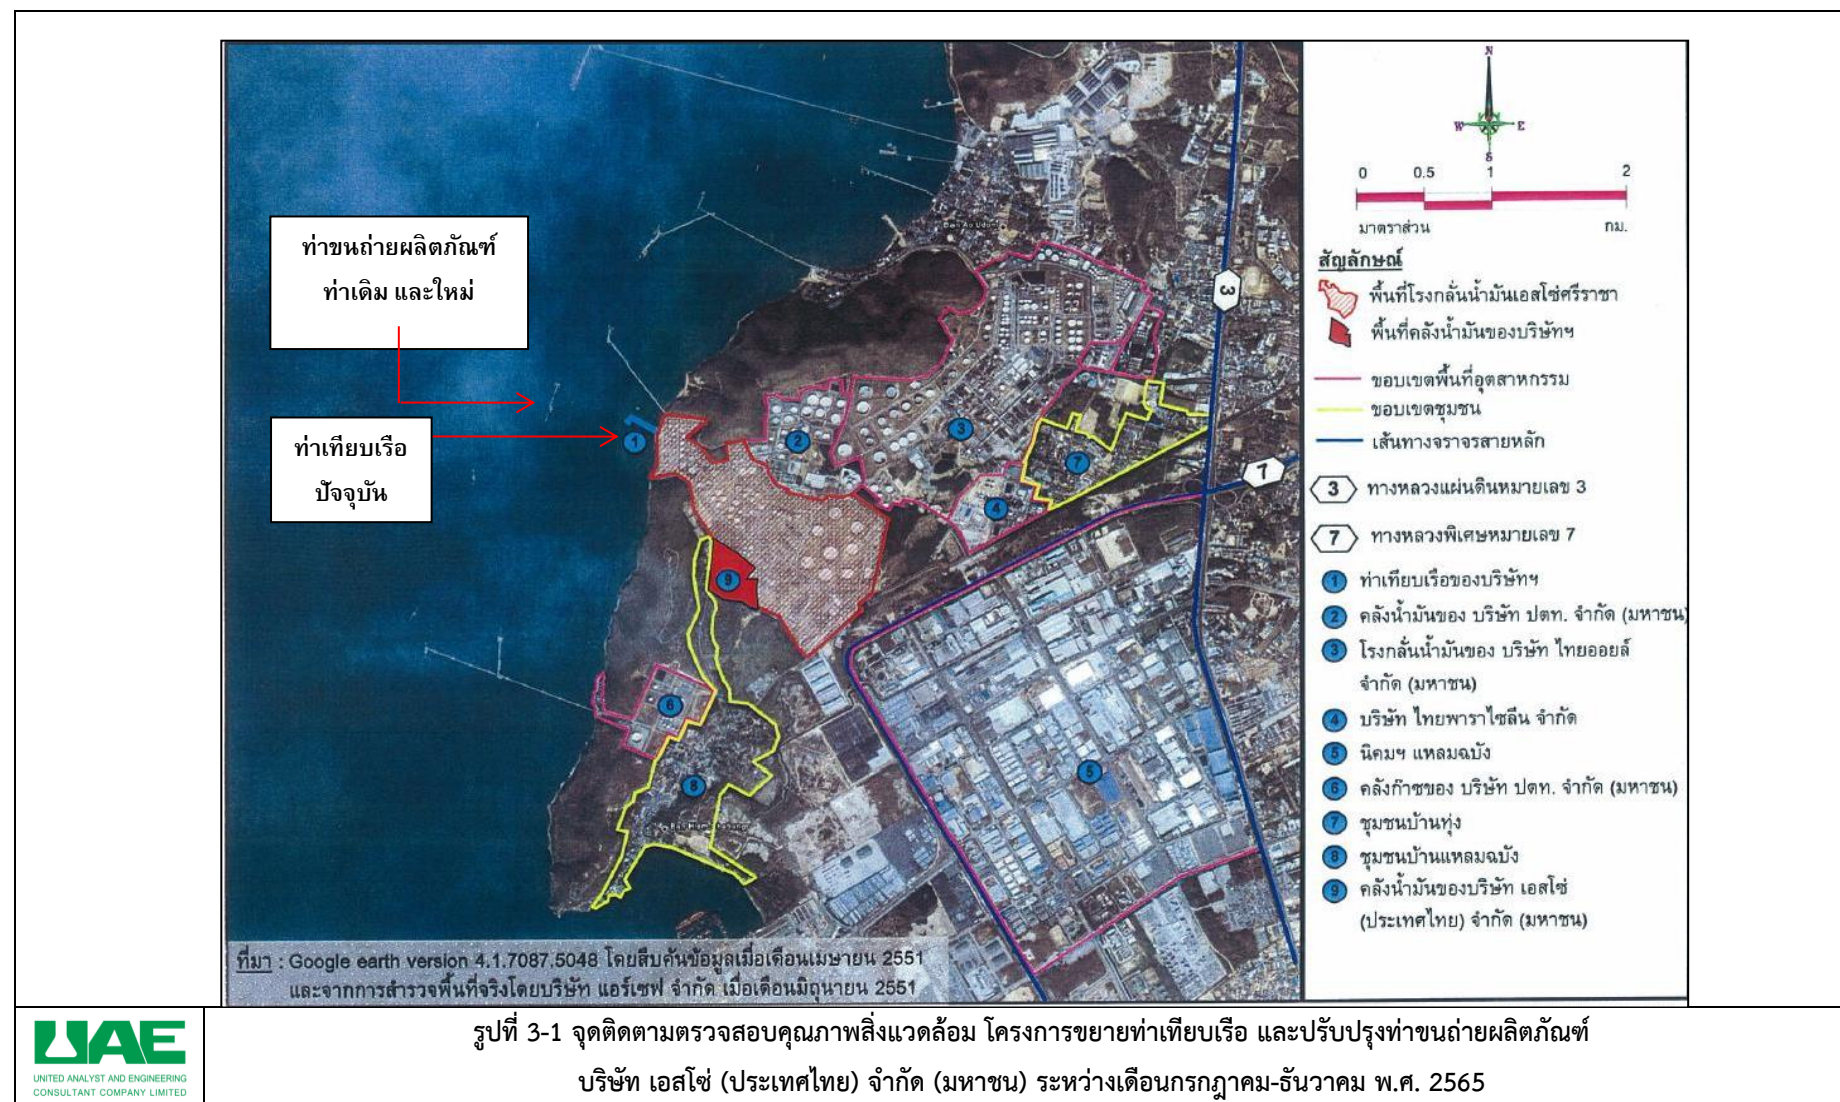 N
W E
S
0 0.5 1 2
มาตราส่วน กม.
สัญลักษณ์
พื้นที่โรงกลั่นน้ำมันเอสโซ่ศรีราชา
พื้นที่คลังน้ำมันของบริษัทฯ
ขอบเขตพื้นที่อุตสาหกรรม
ขอบเขตชุมชน
เส้นทางจราจรสายหลัก
3 ทางหลวงแผ่นดินหมายเลข 3
7 ทางหลวงพิเศษหมายเลข 7
1 ท่าเทียบเรือของบริษัทฯ
2 คลังน้ำมันของ บริษัท ปตท. จำกัด (มหาชน)
3 โรงกลั่นน้ำมันของ บริษัท ไทยออยล์
จำกัด (มหาชน)
4 บริษัท ไทยพาราไซลีน จำกัด
5 นิคมฯ แหลมฉบัง
6 คลังก๊าซของ บริษัท ปตท. จำกัด (มหาชน)
7 ชุมชนบ้านทุ่ง
8 ชุมชนบ้านแหลมฉบัง
9 คลังน้ำมันของบริษัท เอสโซ่
(ประเทศไทย) จำกัด (มหาชน)
ท่าขนถ่ายผลิตภัณฑ์
ท่าเดิม และใหม่
ท่าเทียบเรือ
ปัจจุบัน
3
7
1
2
3
4
5
6
7
8
9
ที่มา : Google earth version 4.1.7087.5048 โดยสืบค้นข้อมูลเมื่อเดือนเมษายน 2551
และจากการสำรวจพื้นที่จริงโดยบริษัท แอร์เซฟ จำกัด เมื่อเดือนมิถุนายน 2551
UAE
UNITED ANALYST AND ENGINEERING
CONSULTANT COMPANY LIMITED
รูปที่ 3-1 จุดติดตามตรวจสอบคุณภาพสิ่งแวดล้อม โครงการขยายท่าเทียบเรือ และปรับปรุงท่าขนถ่ายผลิตภัณฑ์
บริษัท เอสโซ่ (ประเทศไทย) จำกัด (มหาชน) ระหว่างเดือนกรกฎาคม-ธันวาคม พ.ศ. 2565